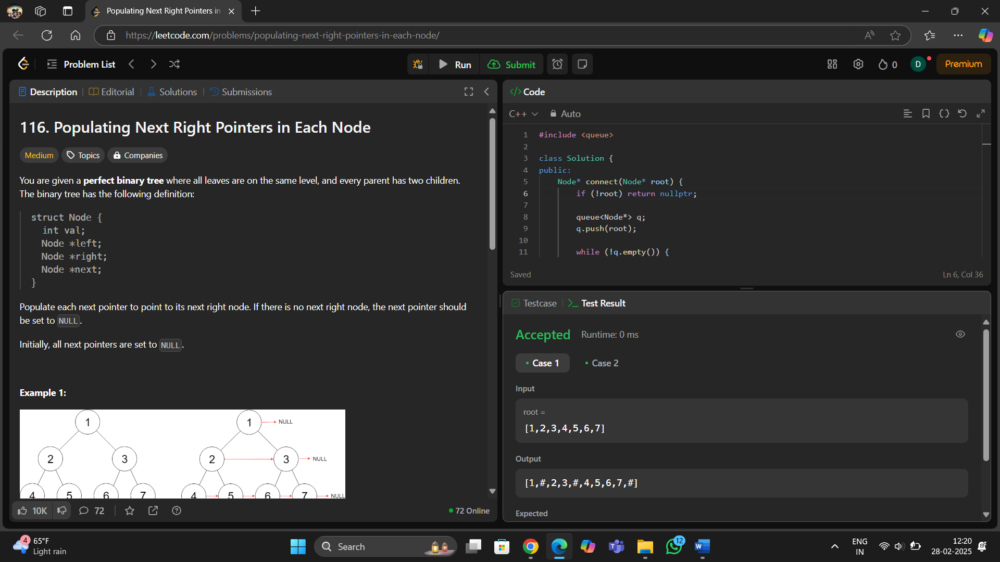 Populating Next Right Pointers in
https://leetcode.com/problems/populating-next-right-pointers-in-each-node/
Problem List
Run
Submit
0
D
Premium
Description
Editorial
Solutions
Submissions
116. Populating Next Right Pointers in Each Node
Medium
Topics
Companies
You are given a perfect binary tree where all leaves are on the same level, and every parent has two children.
The binary tree has the following definition:
struct Node {
  int val;
  Node *left;
  Node *right;
  Node *next;
}
Populate each next pointer to point to its next right node. If there is no next right node, the next pointer should
be set to NULL.
Initially, all next pointers are set to NULL.
Example 1:
1
1
NULL
2
3
2
3
NULL
4
5
6
7
4
5
6
7
NULL
10K
72
72 Online
</> Code
C++
Auto
1 #include <queue>
2
3 class Solution {
4 public:
5     Node* connect(Node* root) {
6         if (!root) return nullptr;
7
8         queue<Node*> q;
9         q.push(root);
10
11         while (!q.empty()) {
Saved
Ln 6, Col 36
Testcase
>_ Test Result
Accepted
Runtime: 0 ms
Case 1
Case 2
Input
root =
[1,2,3,4,5,6,7]
Output
[1,#,2,3,#,4,5,6,7,#]
Expected
4
65°F
Light rain
Search
12
ENG
IN
12:20
28-02-2025